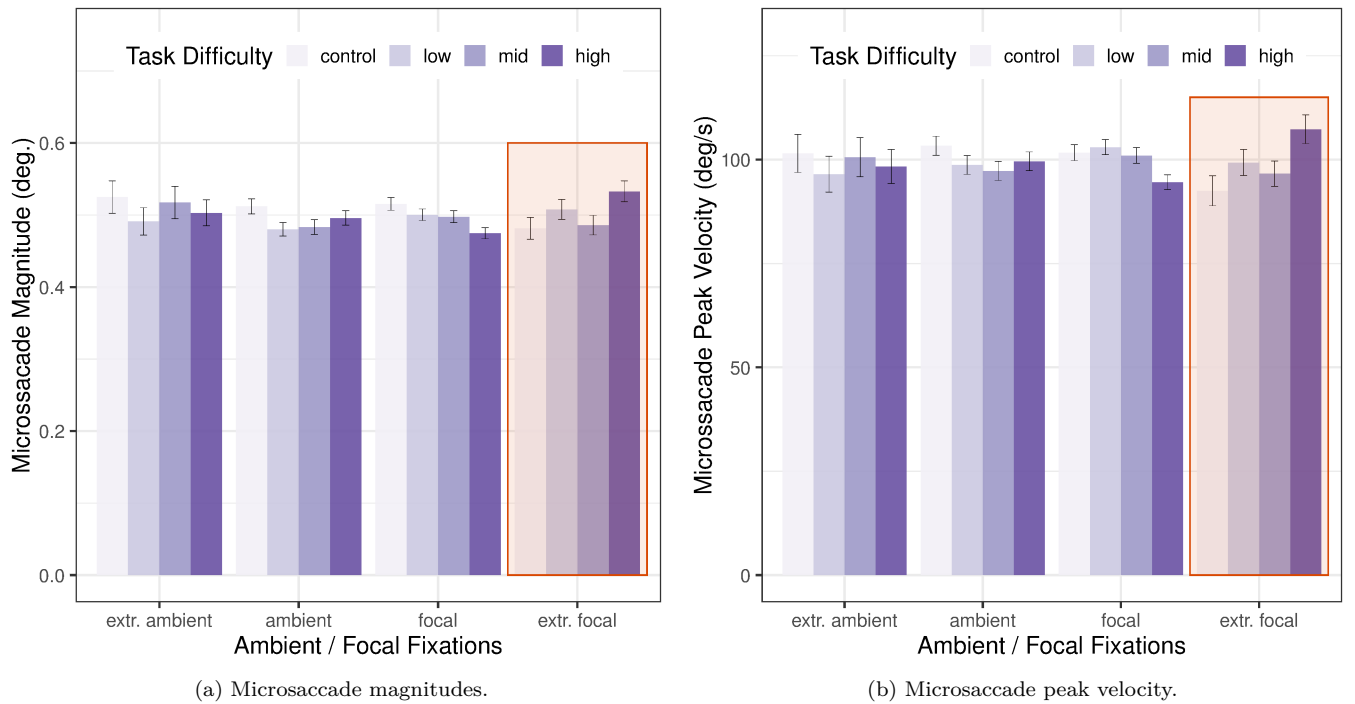 Task Difficulty control low mid high
Microssacade Magnitude (deg.)
0.6
0.4
0.2
0.0
extr. ambient ambient focal extr. focal
Ambient / Focal Fixations
(a) Microsaccade magnitudes.
Task Difficulty control low mid high
Microssacade Peak Velocity (deg/s)
100
50
0
extr. ambient ambient focal extr. focal
Ambient / Focal Fixations
(b) Microsaccade peak velocity.